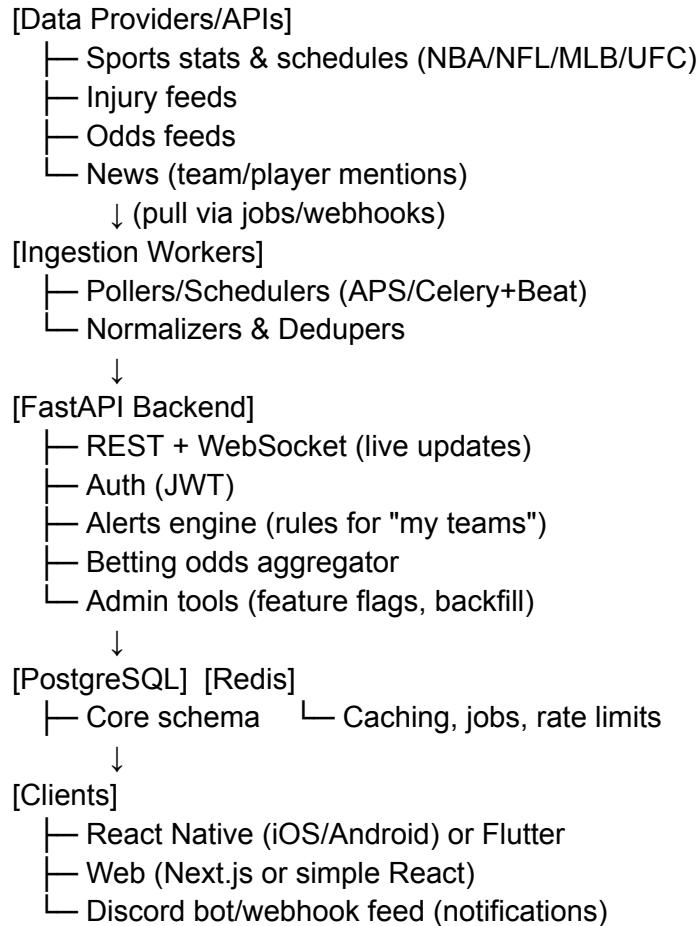 [Data Providers/APIs]
├─ Sports stats & schedules (NBA/NFL/MLB/UFC)
├─ Injury feeds
├─ Odds feeds
└─ News (team/player mentions)
↓ (pull via jobs/webhooks)
[Ingestion Workers]
├─ Pollers/Schedulers (APS/Celery+Beat)
└─ Normalizers & Dedupers
↓
[FastAPI Backend]
├─ REST + WebSocket (live updates)
├─ Auth (JWT)
├─ Alerts engine (rules for "my teams")
├─ Betting odds aggregator
└─ Admin tools (feature flags, backfill)
↓
[PostgreSQL] [Redis]
├─ Core schema └─ Caching, jobs, rate limits
↓
[Clients]
├─ React Native (iOS/Android) or Flutter
├─ Web (Next.js or simple React)
└─ Discord bot/webhook feed (notifications)